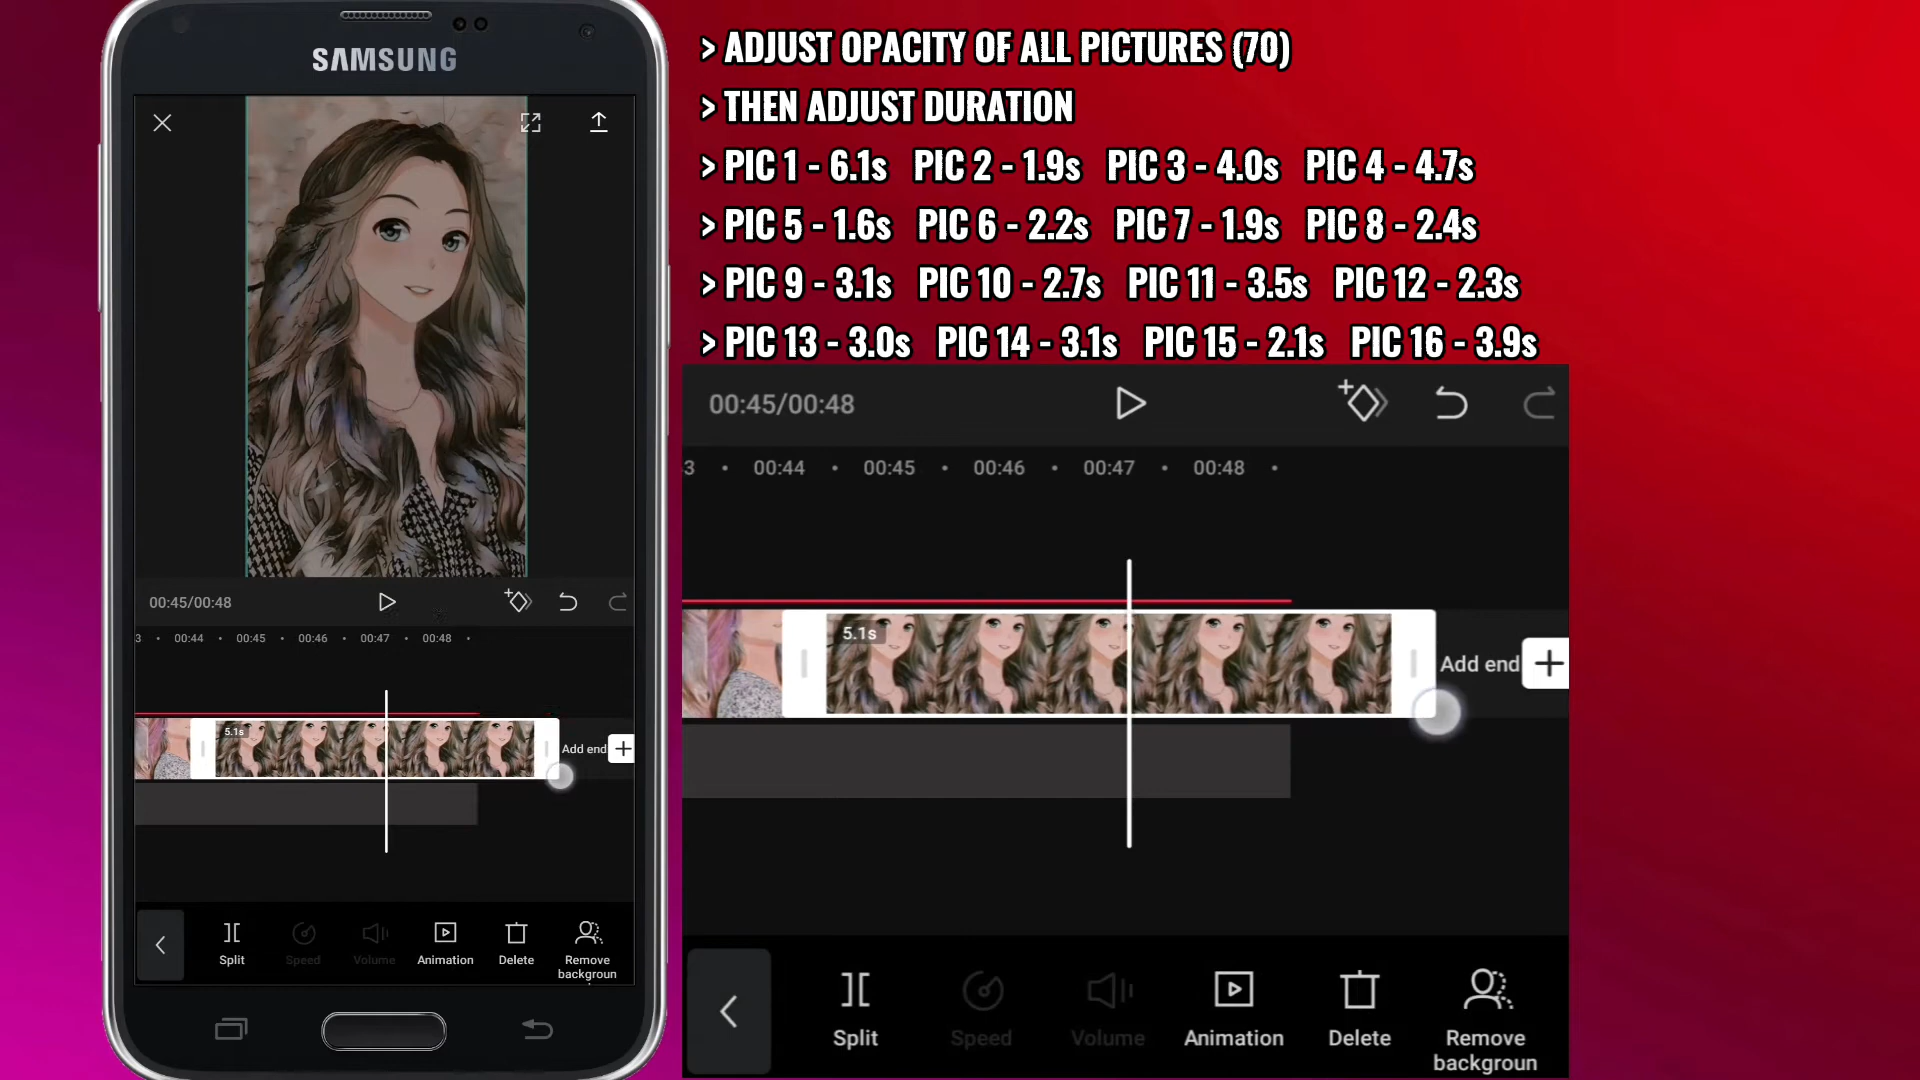 SAMSUNG
00:45/00:48
3 00:44 00:45 00:46 00:47 00:48
5.1s
Add end
Split Speed Volume Animation Delete Remove
backgroun
> ADJUST OPACITY OF ALL PICTURES (70)
> THEN ADJUST DURATION
> PIC 1 - 6.1s PIC 2 - 1.9s PIC 3 - 4.0s PIC 4 - 4.7s
> PIC 5 - 1.6s PIC 6 - 2.2s PIC 7 - 1.9s PIC 8 - 2.4s
> PIC 9 - 3.1s PIC 10 - 2.7s PIC 11 - 3.5s PIC 12 - 2.3s
> PIC 13 - 3.0s PIC 14 - 3.1s PIC 15 - 2.1s PIC 16 - 3.9s
00:45/00:48
3 00:44 00:45 00:46 00:47 00:48
5.1s
Add end
Split Speed Volume Animation Delete Remove
backgroun